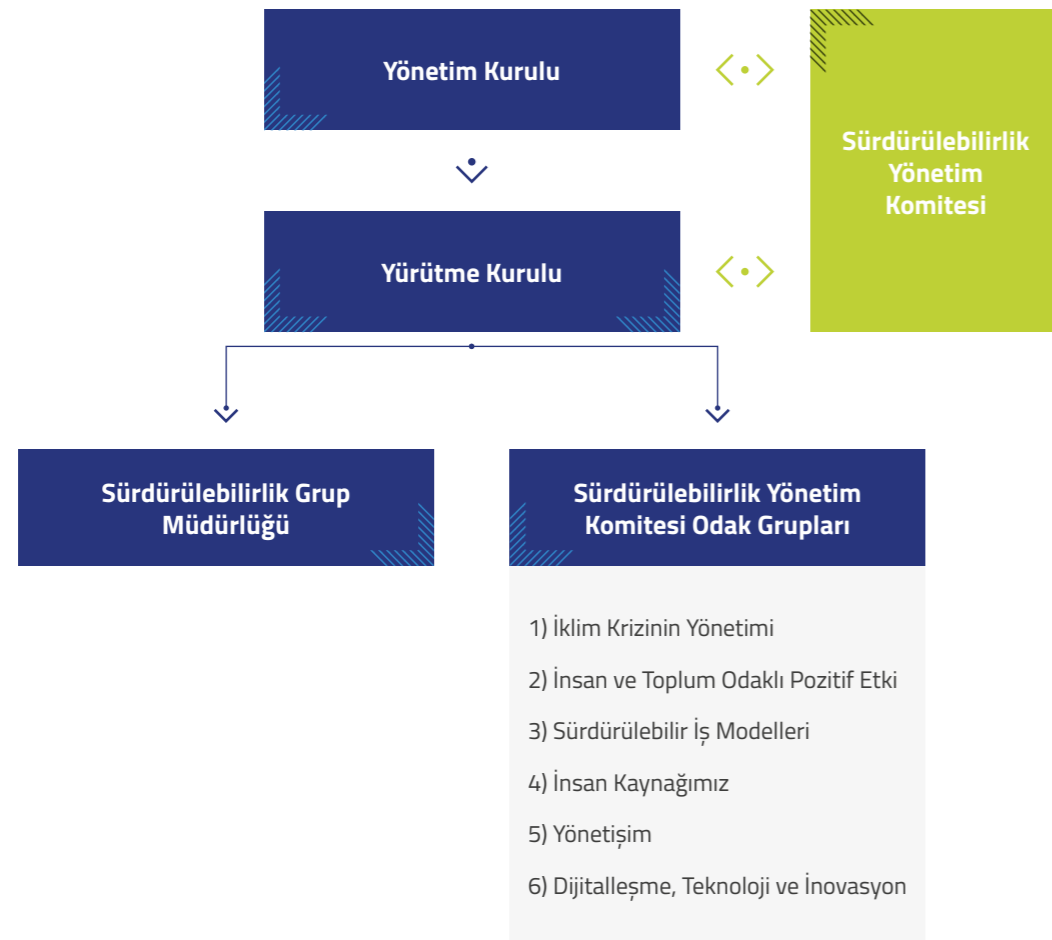 Yönetim Kurulu
Sürdürülebilirlik
Yönetim
Komitesi
Yürütme Kurulu
Sürdürülebilirlik Grup
Müdürlüğü
Sürdürülebilirlik Yönetim
Komitesi Odak Grupları
1) İklim Krizinin Yönetimi
2) İnsan ve Toplum Odaklı Pozitif Etki
3) Sürdürülebilir İş Modelleri
4) İnsan Kaynağımız
5) Yönetişim
6) Dijitalleşme, Teknoloji ve İnovasyon